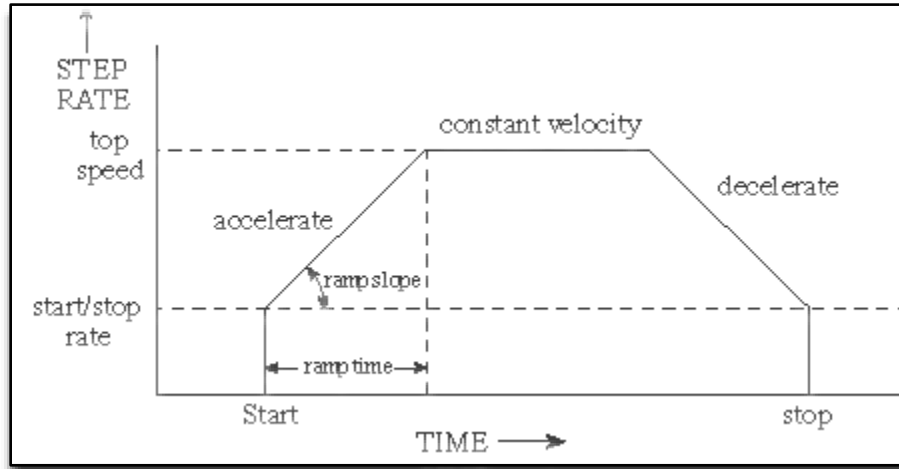 STEP
RATE
top
speed
constant velocity
accelerate
decelerate
ramp slope
start/stop
rate
ramp time
Start
stop
TIME